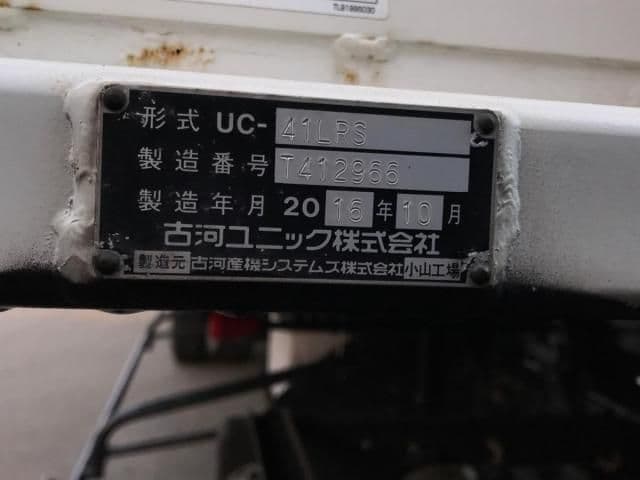 TL81998030
形式 UC-41LPS
製造番号 T412966
製造年月 2016年10月
古河ユニック株式会社
製造元 古河産機システムズ株式会社 小山工場